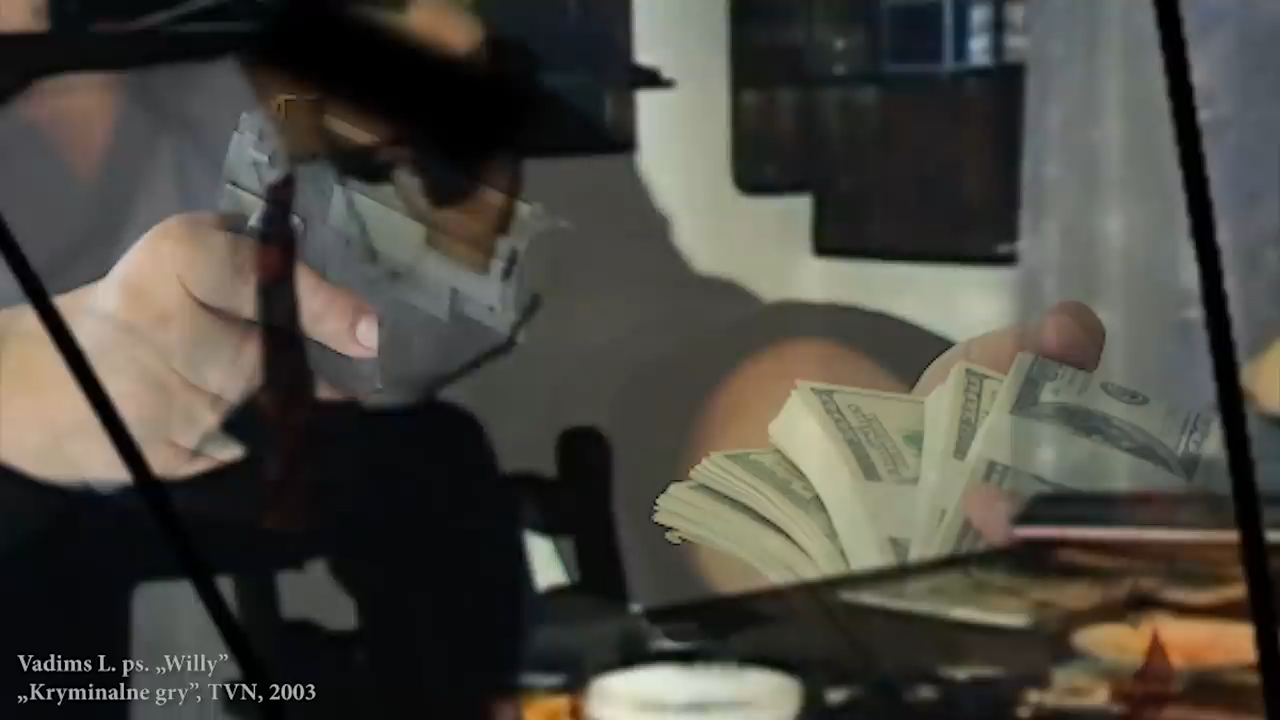 Vadims L. ps. „Willy”
„Kryminalne gry”, TVN, 2003